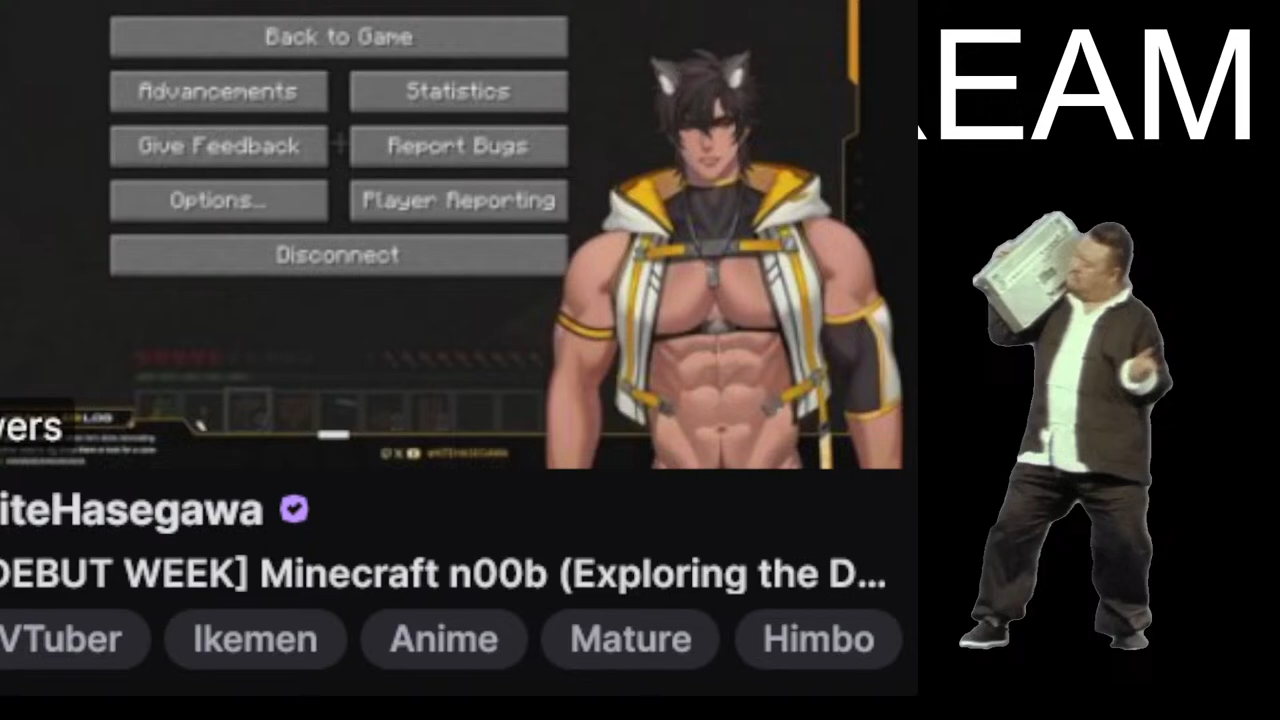 Back to Game
Advancements
Statistics
Give Feedback
Report Bugs
Options...
Player Reporting
Disconnect
EAM
vers
LOG
iteHasegawa
DEBUT WEEK] Minecraft n00b (Exploring the D...
VTuber
Ikemen
Anime
Mature
Himbo